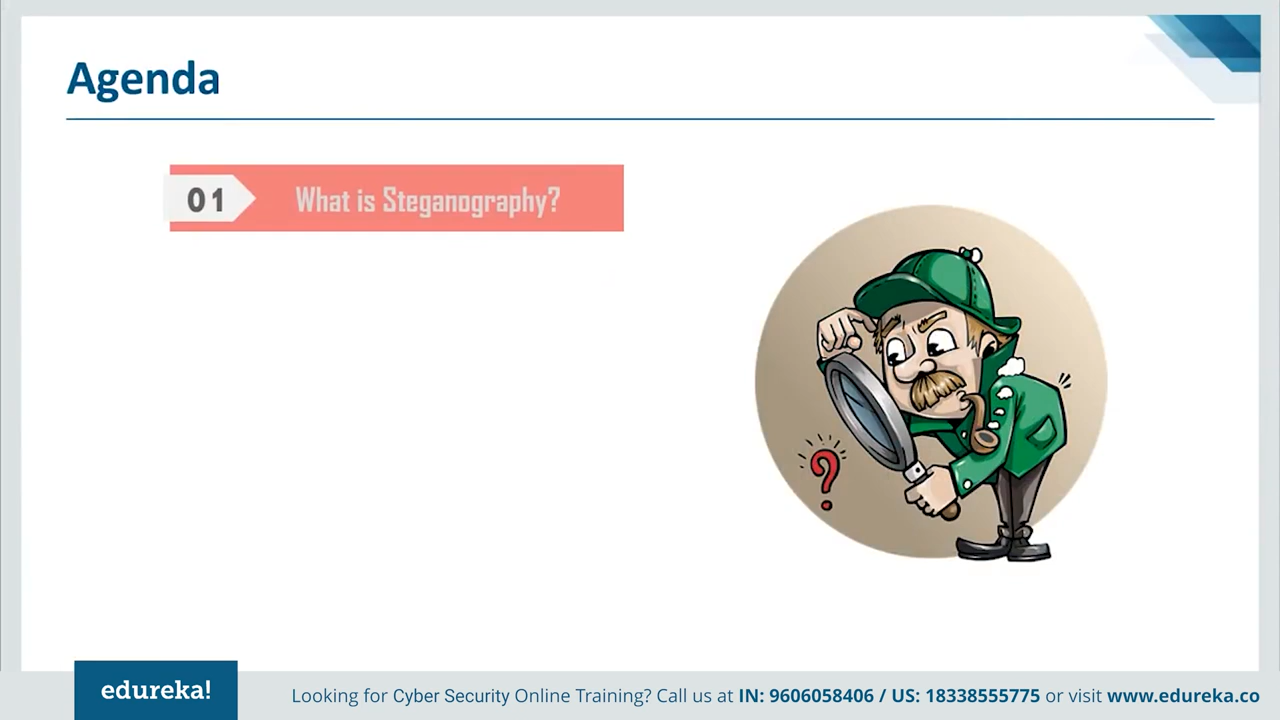 Agenda
01 What is Steganography?
?
edureka!
Looking for Cyber Security Online Training? Call us at IN: 9606058406 / US: 18338555775 or visit www.edureka.co